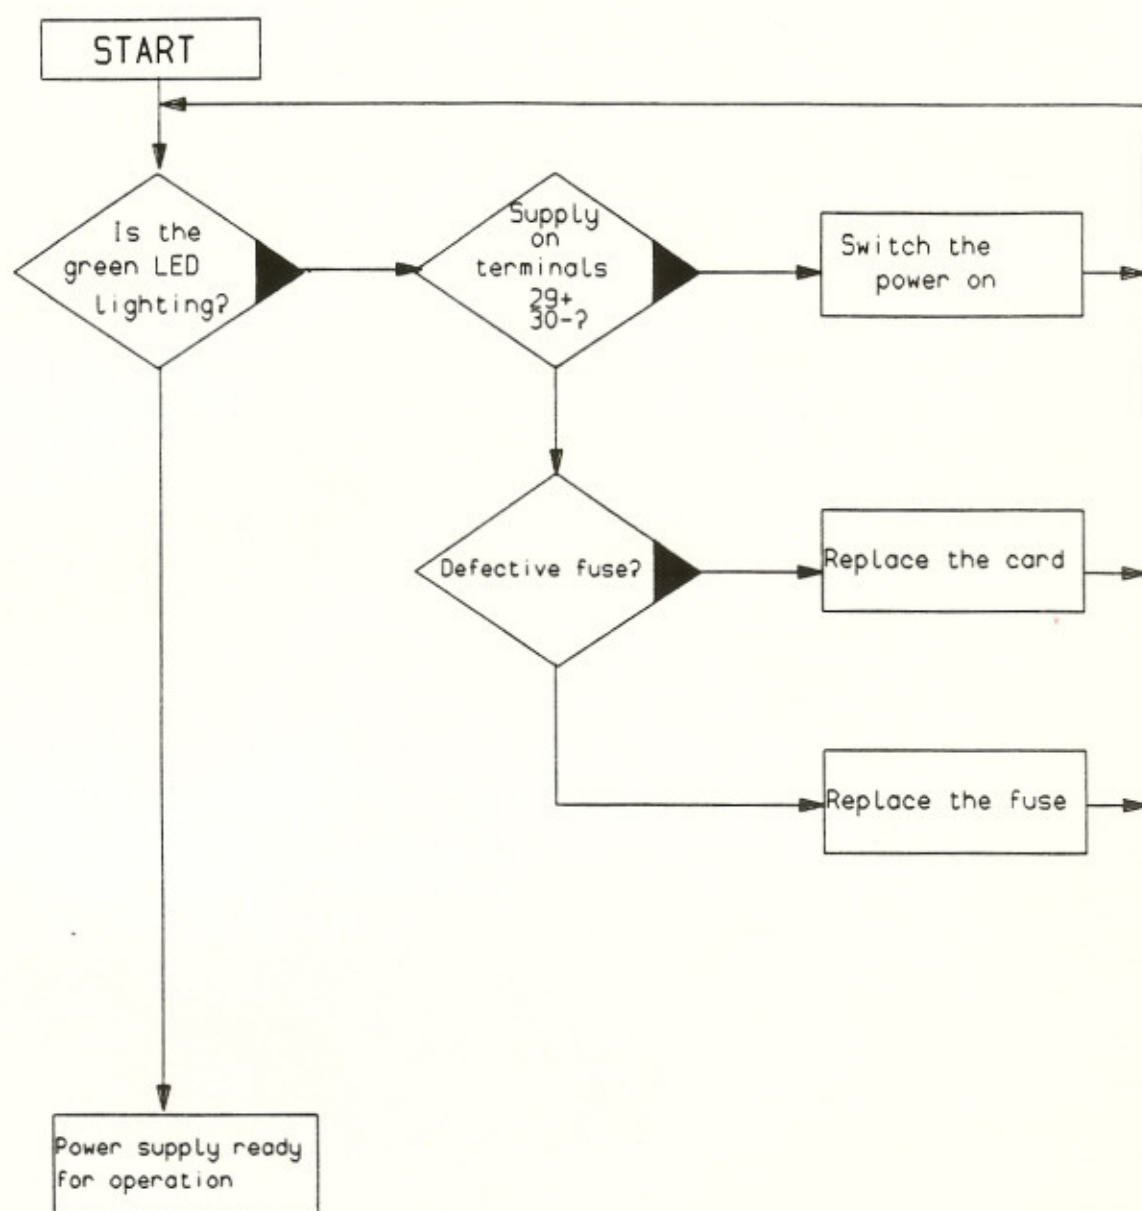 START
Is the
green LED
lighting?
Supply
on
terminals
29+
30-?
Switch the
power on
Defective fuse?
Replace the card
Replace the fuse
Power supply ready
for operation